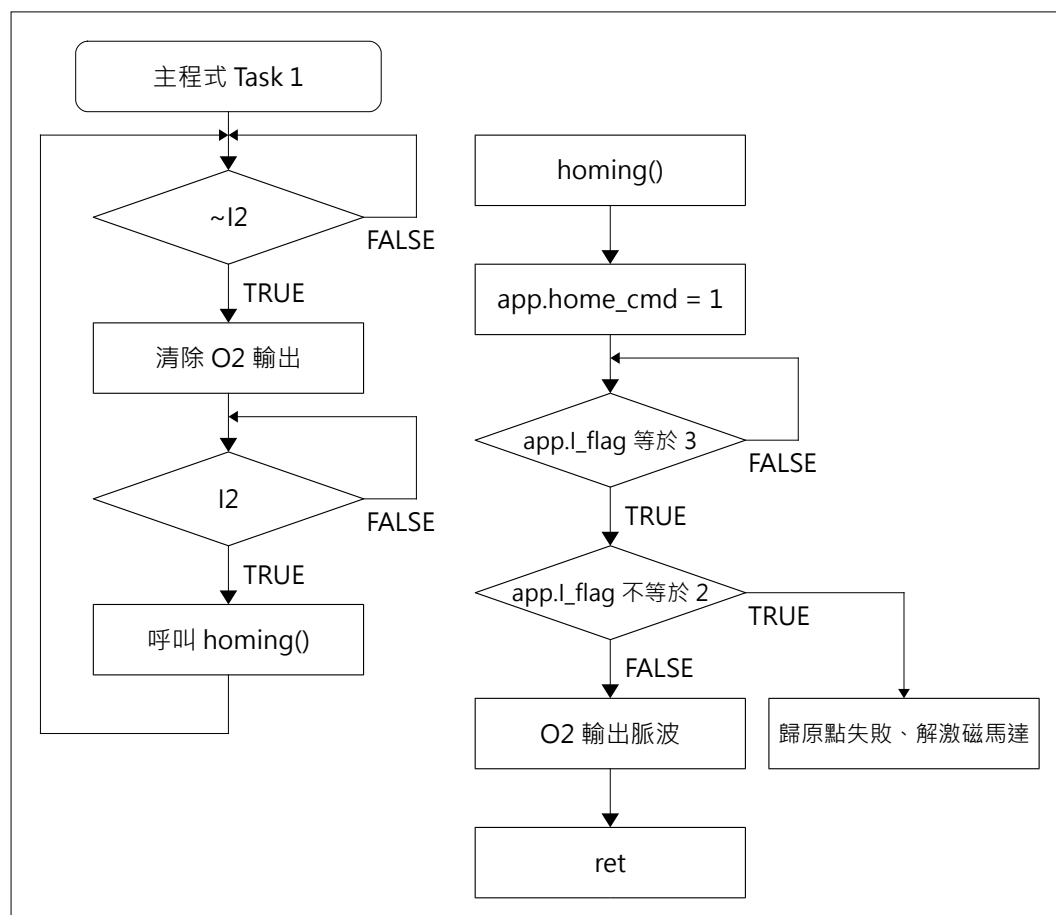 主程式 Task 1
~I2
FALSE
TRUE
清除 O2 輸出
I2
FALSE
TRUE
呼叫 homing()
homing()
app.home_cmd = 1
app.I_flag 等於 3
FALSE
TRUE
app.I_flag 不等於 2
TRUE
FALSE
O2 輸出脈波
歸原點失敗、解激磁馬達
ret